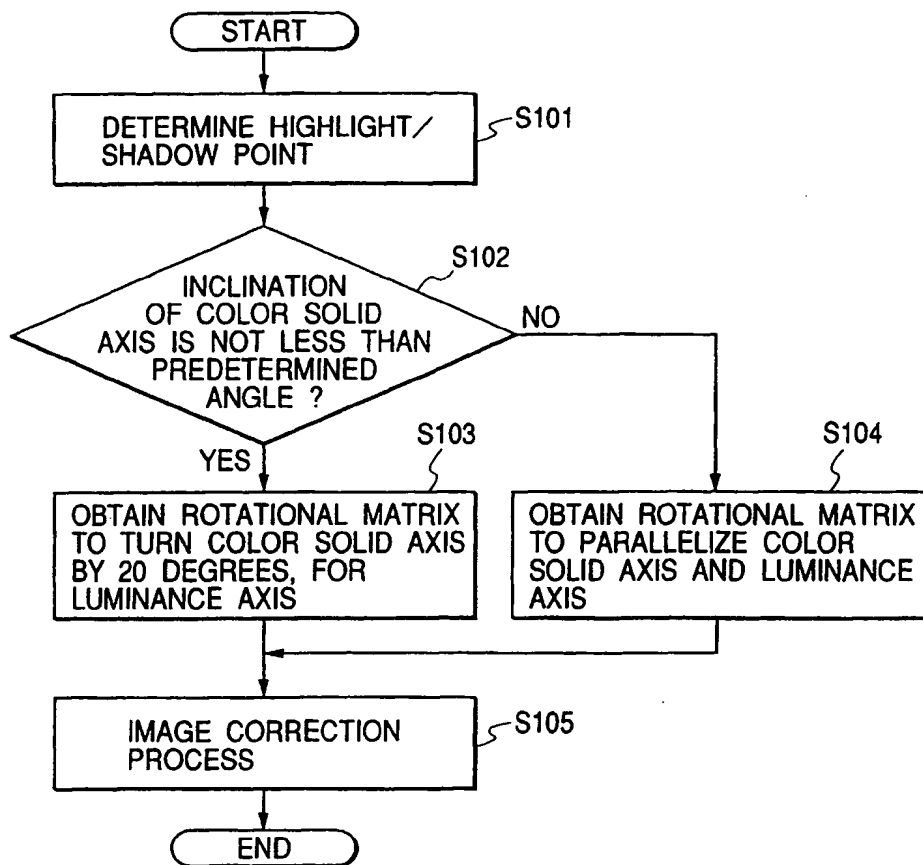 START
DETERMINE HIGHLIGHT/
SHADOW POINT
S101
INCLINATION
OF COLOR SOLID
AXIS IS NOT LESS THAN
PREDETERMINED
ANGLE ?
S102
NO
YES
S103
OBTAIN ROTATIONAL MATRIX
TO TURN COLOR SOLID AXIS
BY 20 DEGREES, FOR
LUMINANCE AXIS
S104
OBTAIN ROTATIONAL MATRIX
TO PARALLELIZE COLOR
SOLID AXIS AND LUMINANCE
AXIS
IMAGE CORRECTION
PROCESS
S105
END